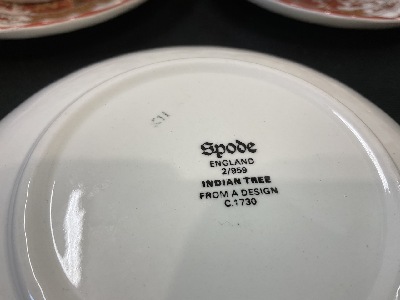 Spode
ENGLAND
2/959
INDIAN TREE
FROM A DESIGN
C.1730